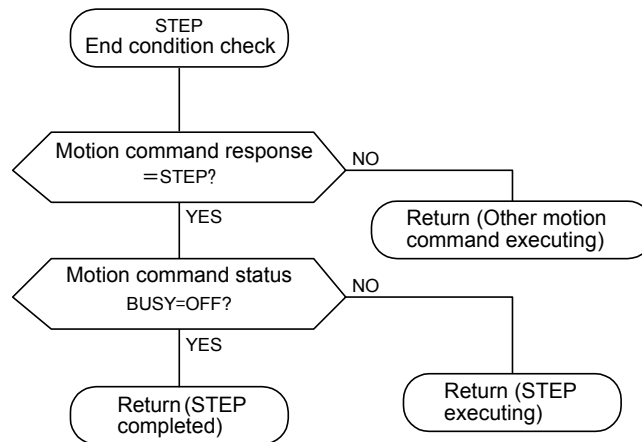 STEP
End condition check
Motion command response
=STEP?
NO
YES
Return (Other motion
command executing)
Motion command status
BUSY=OFF?
NO
YES
Return (STEP
completed)
Return (STEP
executing)